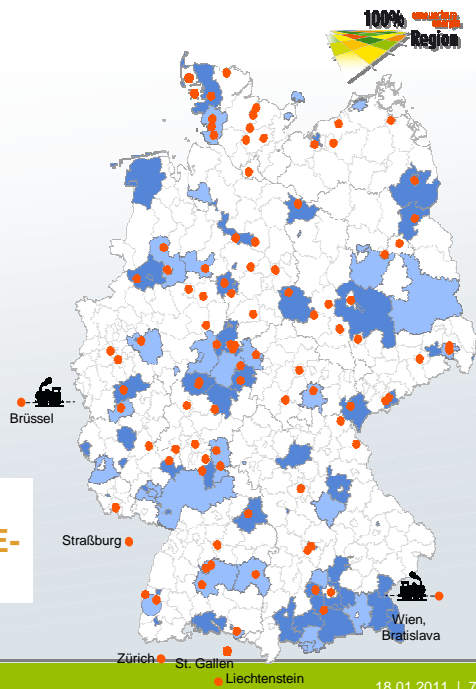 100%
Region
Brüssel
E-
Straßburg
Wien,
Bratislava
Zürich
St. Gallen
Liechtenstein
18.01.2011 | 7